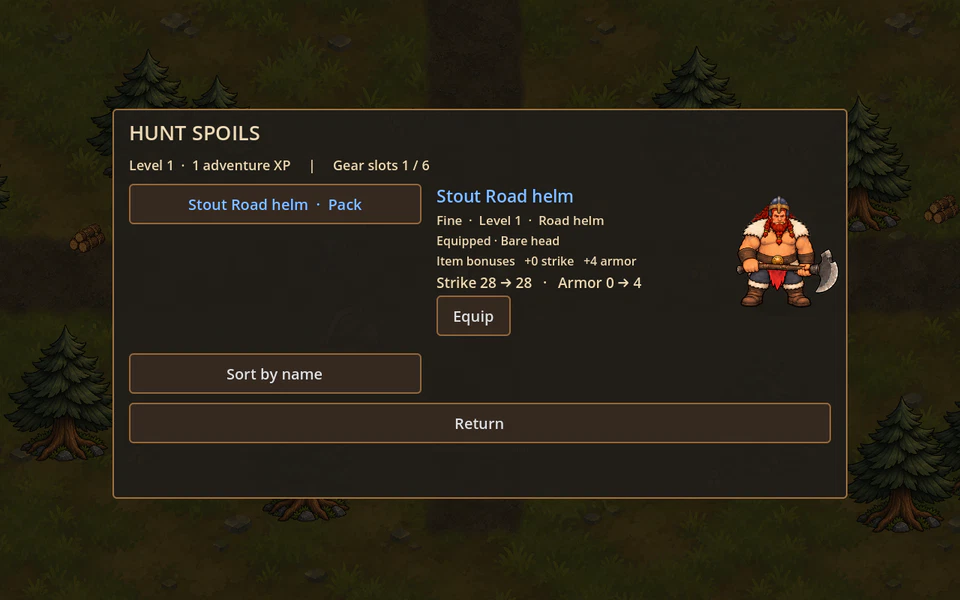 HUNT SPOILS
Level 1 · 1 adventure XP | Gear slots 1 / 6
Stout Road helm · Pack
Stout Road helm
Fine · Level 1 · Road helm
Equipped · Bare head
Item bonuses +0 strike +4 armor
Strike 28 → 28 · Armor 0 → 4
Equip
Sort by name
Return